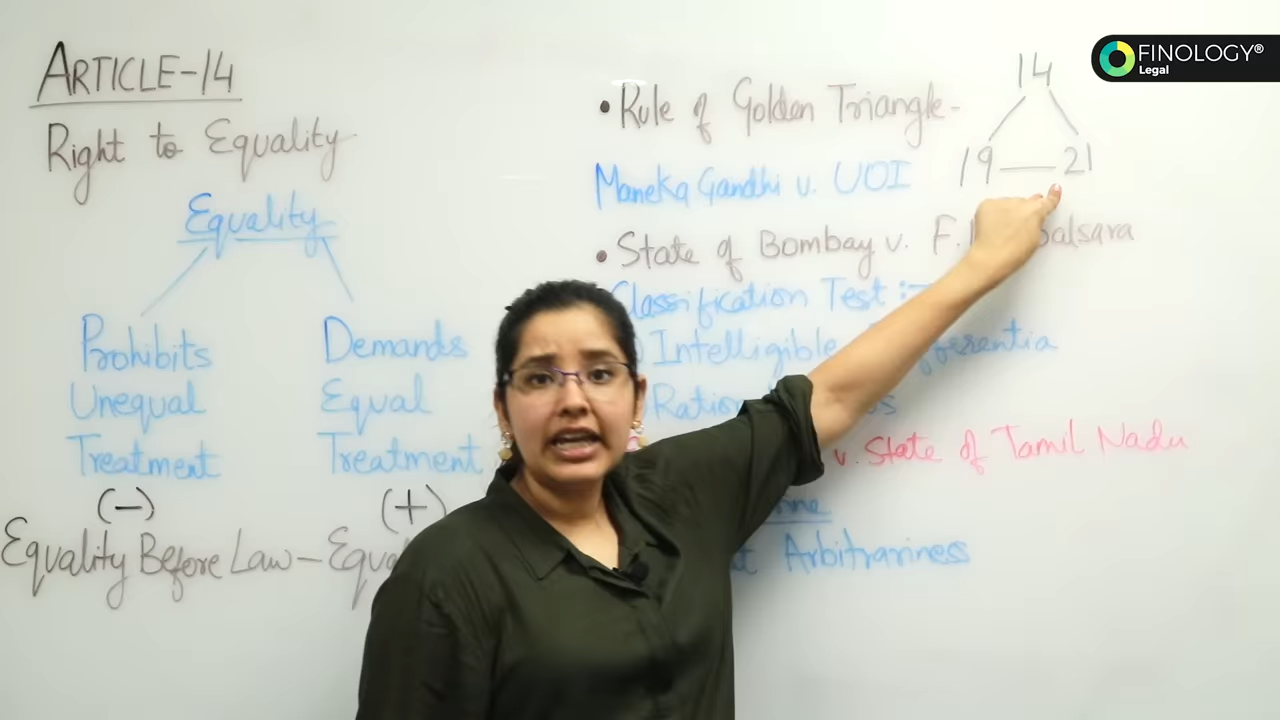 ARTICLE-14
Right to Equality
Equality
Prohibits
Unequal
Treatment
(-)
Demands
Equal
Treatment
(+)
Equality Before Law -
• Rule of Golden Triangle -
14
19 — 21
Maneka Gandhi v. UOI
• State of Bombay v. F.
Classification Test :-
Intelligible
v. State of Tamil Nadu
Arbitrariness
FINOLOGY®
Legal